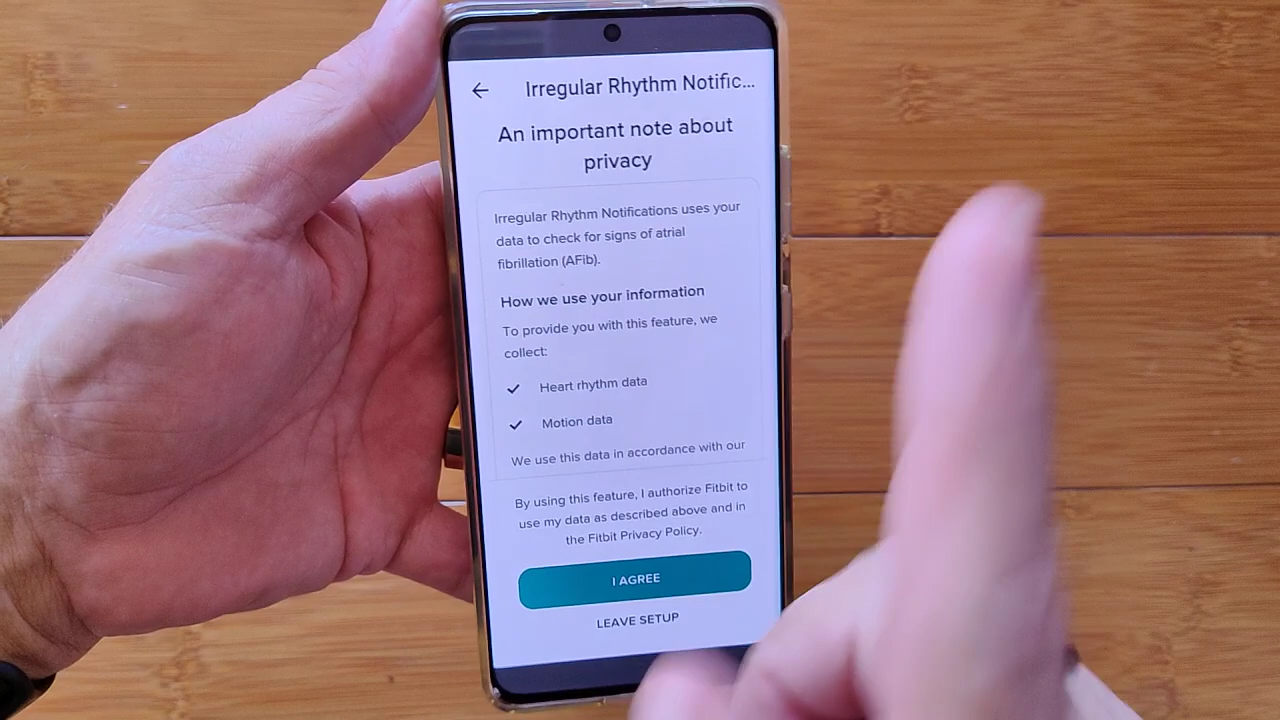 Irregular Rhythm Notific...
An important note about
privacy
Irregular Rhythm Notifications uses your
data to check for signs of atrial
fibrillation (AFib).
How we use your information
To provide you with this feature, we
collect:
Heart rhythm data
Motion data
We use this data in accordance with our
By using this feature, I authorize Fitbit to
use my data as described above and in
the Fitbit Privacy Policy.
I AGREE
LEAVE SETUP